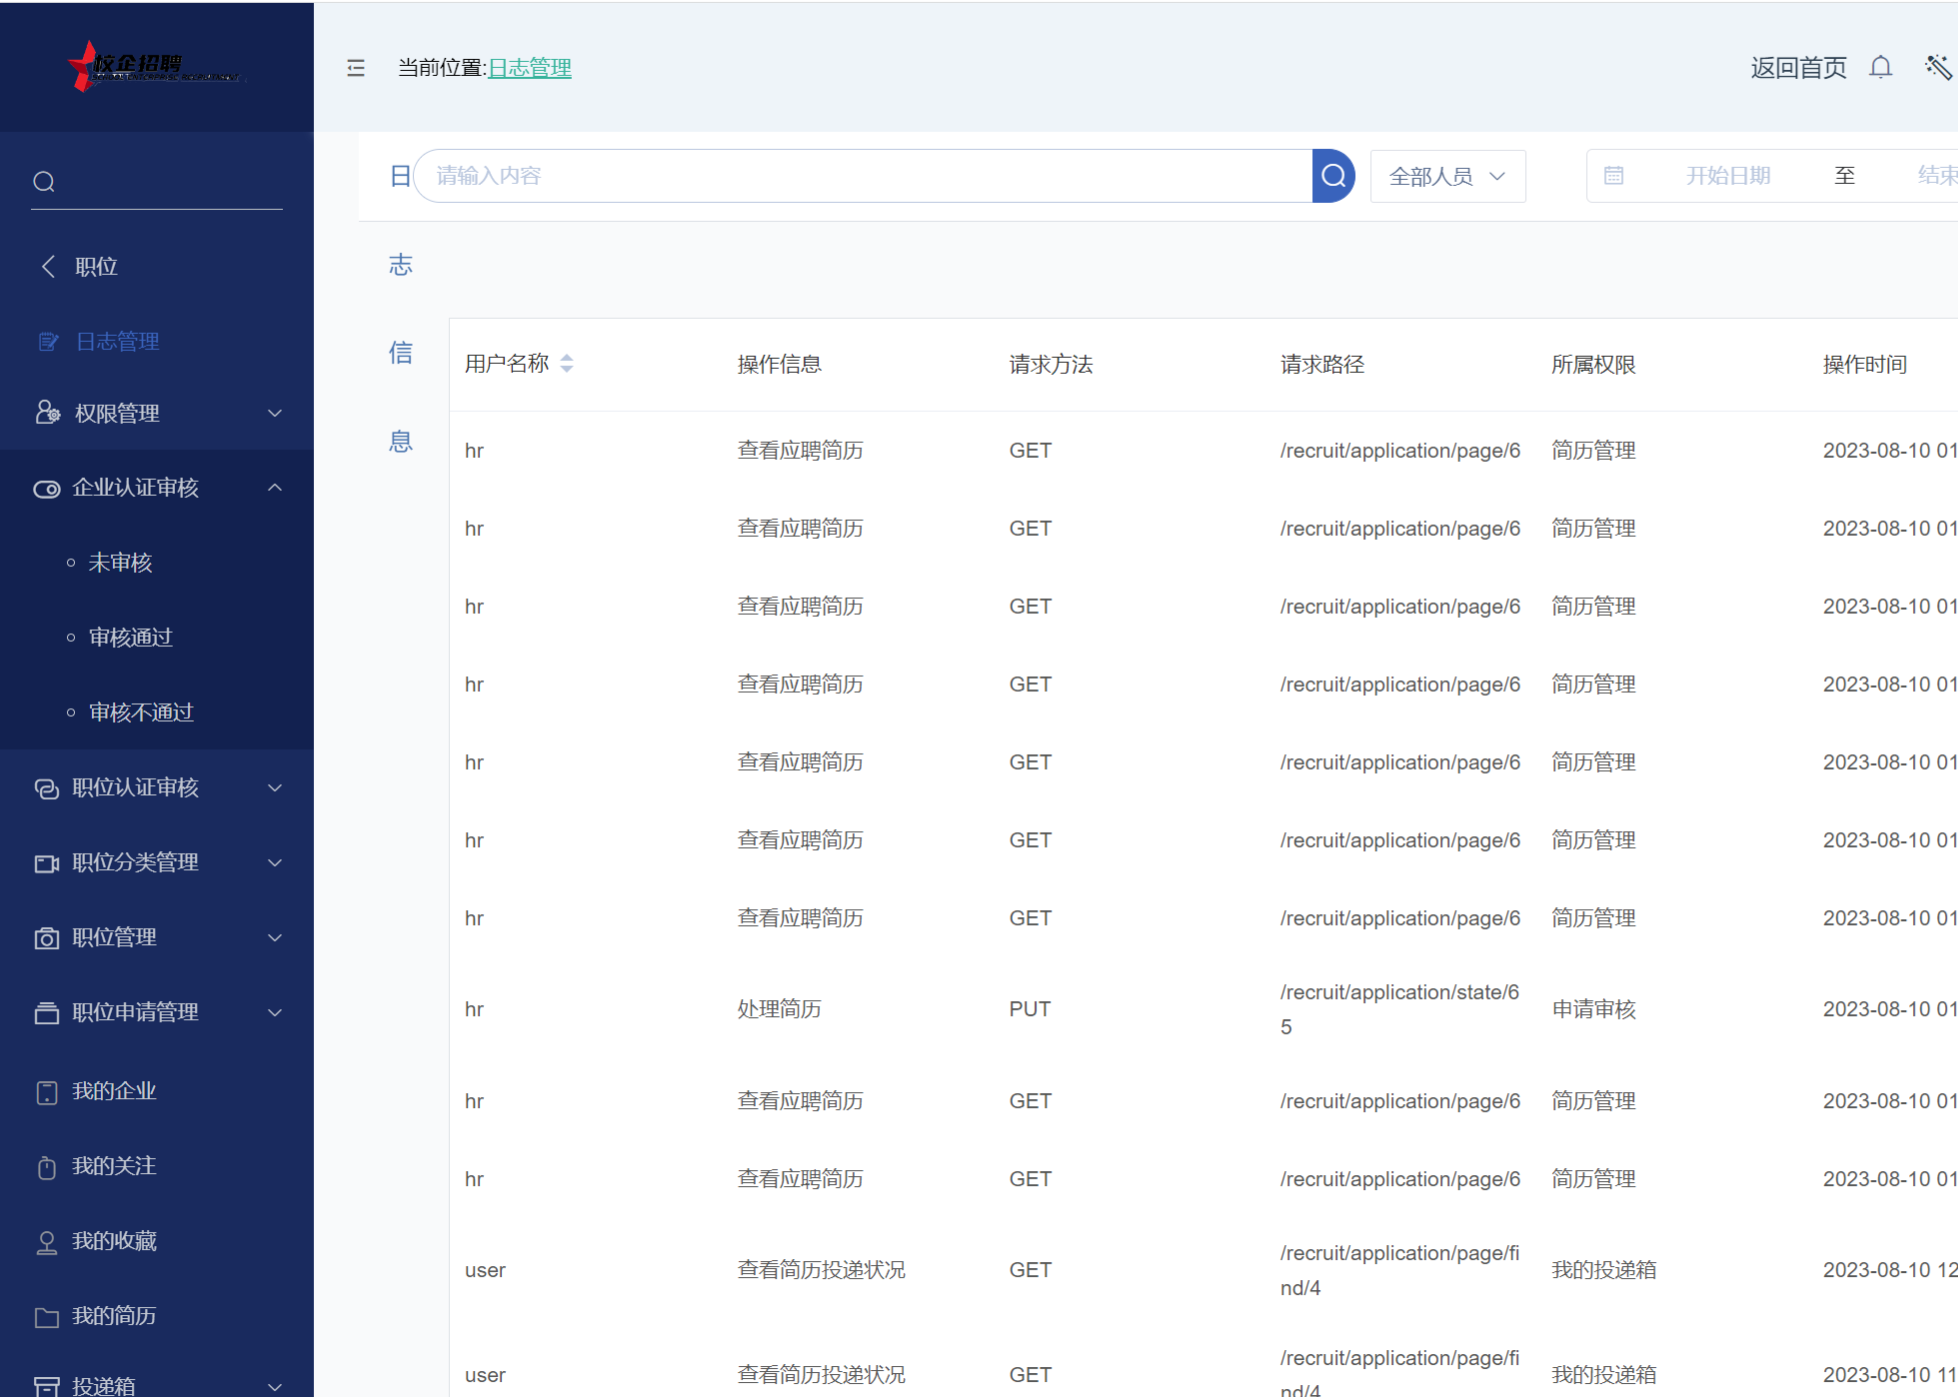 校企招聘
SCHOOL ENTERPRISE RECRUITMENT
当前位置:日志管理
返回首页
职位
日志管理
权限管理
企业认证审核
未审核
审核通过
审核不通过
职位认证审核
职位分类管理
职位管理
职位申请管理
我的企业
我的关注
我的收藏
我的简历
投递箱
日志信息
请输入内容
全部人员
开始日期 至 结束
用户名称 操作信息 请求方法 请求路径 所属权限 操作时间
hr 查看应聘简历 GET /recruit/application/page/6 简历管理 2023-08-10 01
hr 查看应聘简历 GET /recruit/application/page/6 简历管理 2023-08-10 01
hr 查看应聘简历 GET /recruit/application/page/6 简历管理 2023-08-10 01
hr 查看应聘简历 GET /recruit/application/page/6 简历管理 2023-08-10 01
hr 查看应聘简历 GET /recruit/application/page/6 简历管理 2023-08-10 01
hr 查看应聘简历 GET /recruit/application/page/6 简历管理 2023-08-10 01
hr 查看应聘简历 GET /recruit/application/page/6 简历管理 2023-08-10 01
hr 处理简历 PUT /recruit/application/state/6
5 申请审核 2023-08-10 01
hr 查看应聘简历 GET /recruit/application/page/6 简历管理 2023-08-10 01
hr 查看应聘简历 GET /recruit/application/page/6 简历管理 2023-08-10 01
user 查看简历投递状况 GET /recruit/application/page/fi
nd/4 我的投递箱 2023-08-10 12
user 查看简历投递状况 GET /recruit/application/page/fi
nd/4 我的投递箱 2023-08-10 11